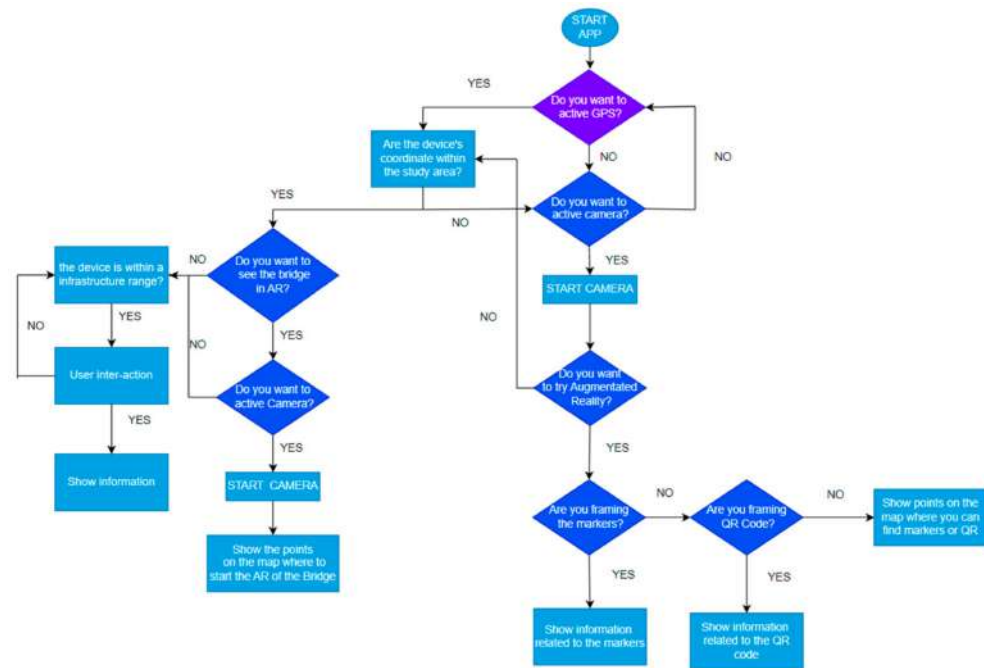 START
APP
YES
Do you want to
active GPS?
Are the device's
coordinate within
the study area?
NO
NO
YES
Do you want to
active camera?
NO
Do you want to
see the bridge
in AR?
NO
the device is within a
infrastructure range?
YES
START CAMERA
YES
NO
NO
YES
NO
User inter-action
Do you want to
active Camera?
Do you want
to try Augmentated
Reality?
YES
YES
YES
Show information
START CAMERA
Are you framing
the markers?
NO
Are you framing
QR Code?
NO
Show points on the
map where you can
find markers or QR
Show the points
on the map where to
start the AR of the Bridge
YES
YES
Show information
related to the markers
Show information
related to the QR
code